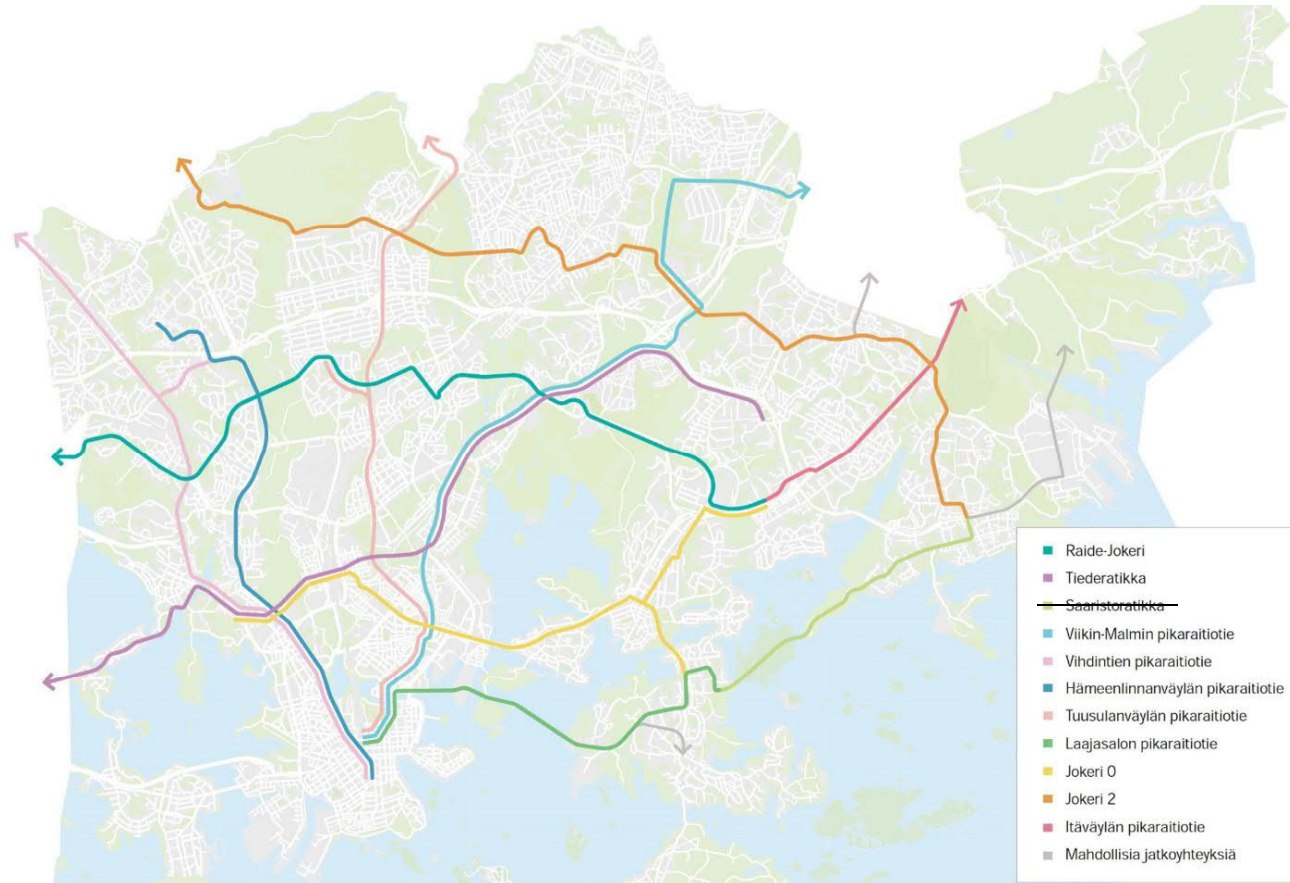 Raide-Jokeri
Tiederatikka
Saaristoratikka
Viikin-Malmin pikaraitiotie
Vihdintien pikaraitiotie
Hämeenlinnanväylän pikaraitiotie
Tuusulanväylän pikaraitiotie
Laajasalon pikaraitiotie
Jokeri 0
Jokeri 2
Itäväylän pikaraitiotie
Mahdollisia jatkoyhteyksiä